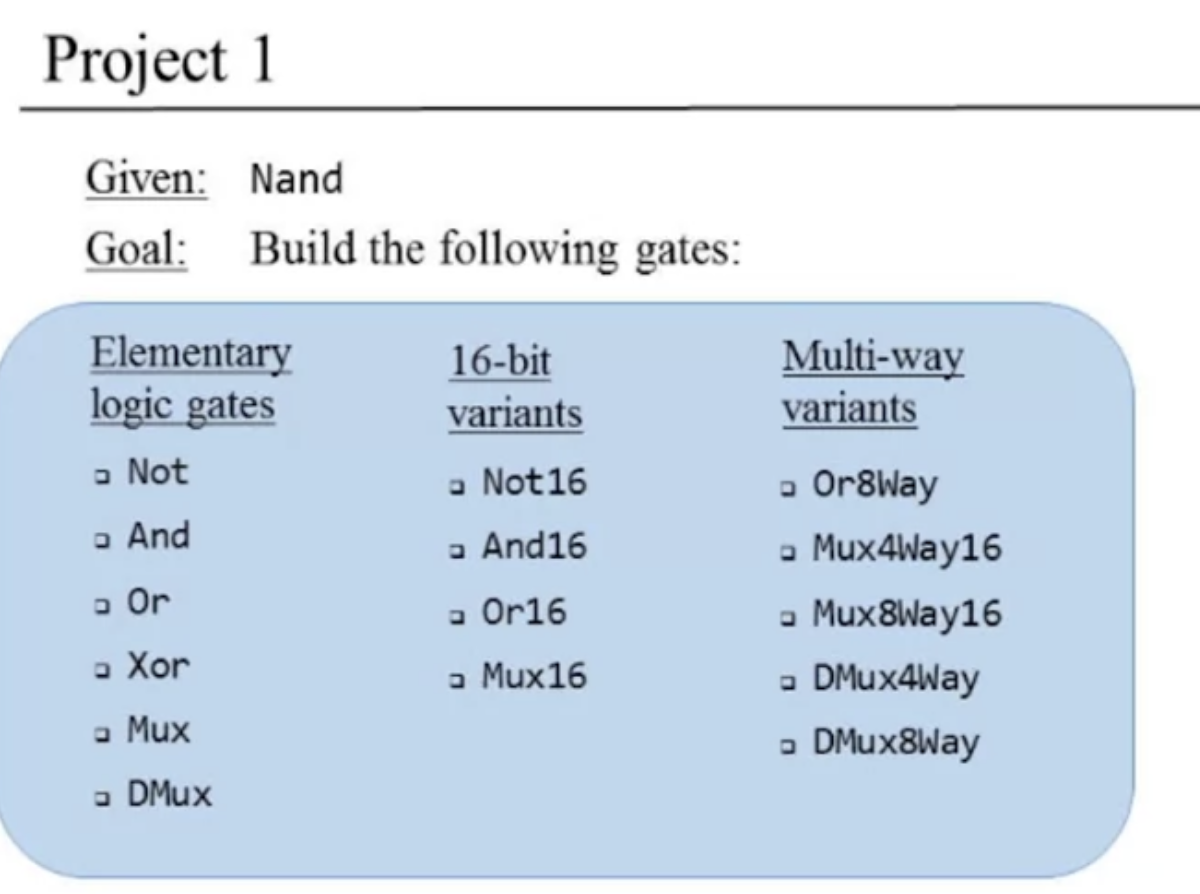 Project 1
Given: Nand
Goal: Build the following gates:
Elementary
logic gates
Not
And
Or
Xor
Mux
DMux
16-bit
variants
Not16
And16
Or16
Mux16
Multi-way
variants
Or8Way
Mux4Way16
Mux8Way16
DMux4Way
DMux8Way